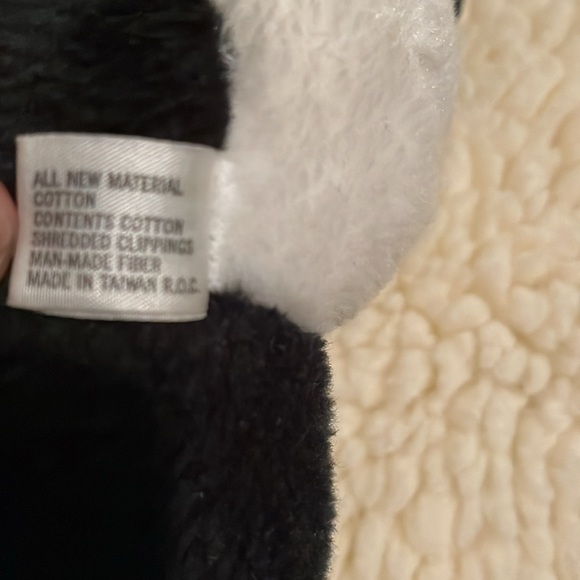 ALL NEW MATERIAL
COTTON
CONTENTS COTTON
SHREDDED CLIPPINGS
MAN-MADE FIBER
MADE IN TAIWAN R.O.C.